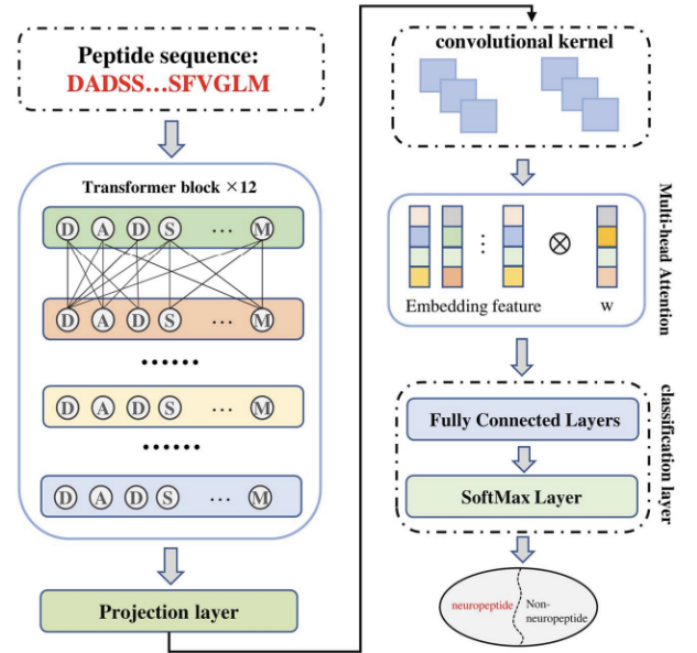 Peptide sequence:
DADSS...SFVGLM
Transformer block ×12
D A D S ... M
D A D S ... M
......
D A D S ... M
......
D A D S ... M
Projection layer
convolutional kernel
Embedding feature
w
Multi-head Attention
Fully Connected Layers
SoftMax Layer
classification layer
neuropeptide
Non-
neuropeptide